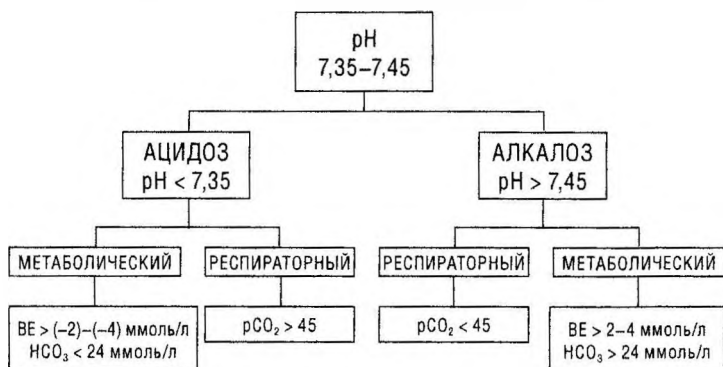 pH
7,35–7,45
АЦИДОЗ
pH < 7,35
АЛКАЛОЗ
pH > 7,45
МЕТАБОЛИЧЕСКИЙ
РЕСПИРАТОРНЫЙ
РЕСПИРАТОРНЫЙ
МЕТАБОЛИЧЕСКИЙ
BE > (–2)–(–4) ммоль/л
HCO₃ < 24 ммоль/л
pCO₂ > 45
pCO₂ < 45
BE > 2–4 ммоль/л
HCO₃ > 24 ммоль/л